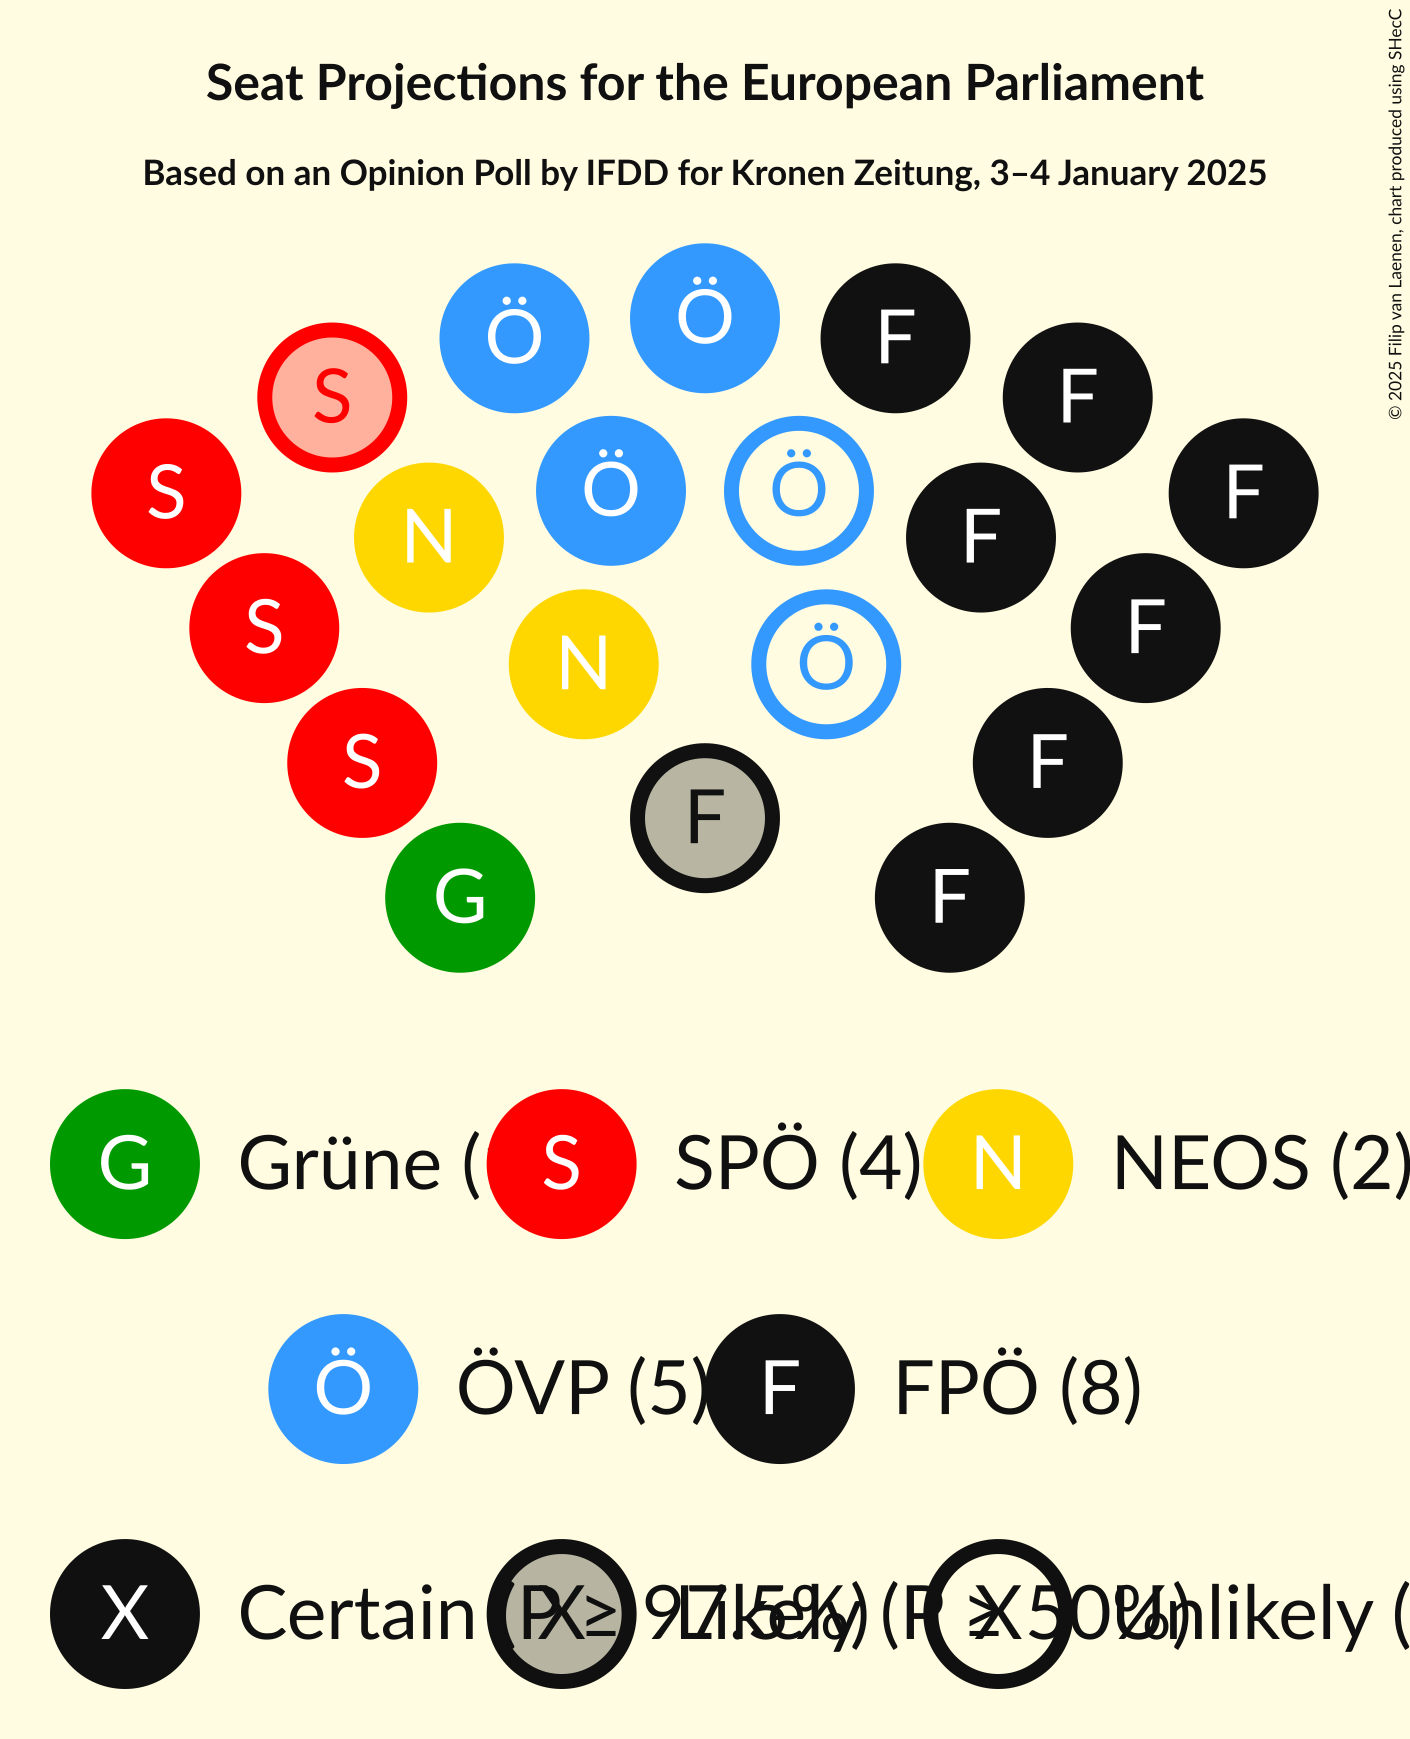 Seat Projections for the European Parliament
Based on an Opinion Poll by IFDD for Kronen Zeitung, 3–4 January 2025
© 2025 Filip van Laenen, chart produced using SHecC
Ö
Ö F
S Ö F
S Ö Ö F
N F
S N Ö F
S F F
G F
G Grüne ( S SPÖ (4) N NEOS (2)
Ö ÖVP (5) F FPÖ (8)
X Certain (P ≥ 97.5%) X Likely (P ≥ 50%) X Unlikely (